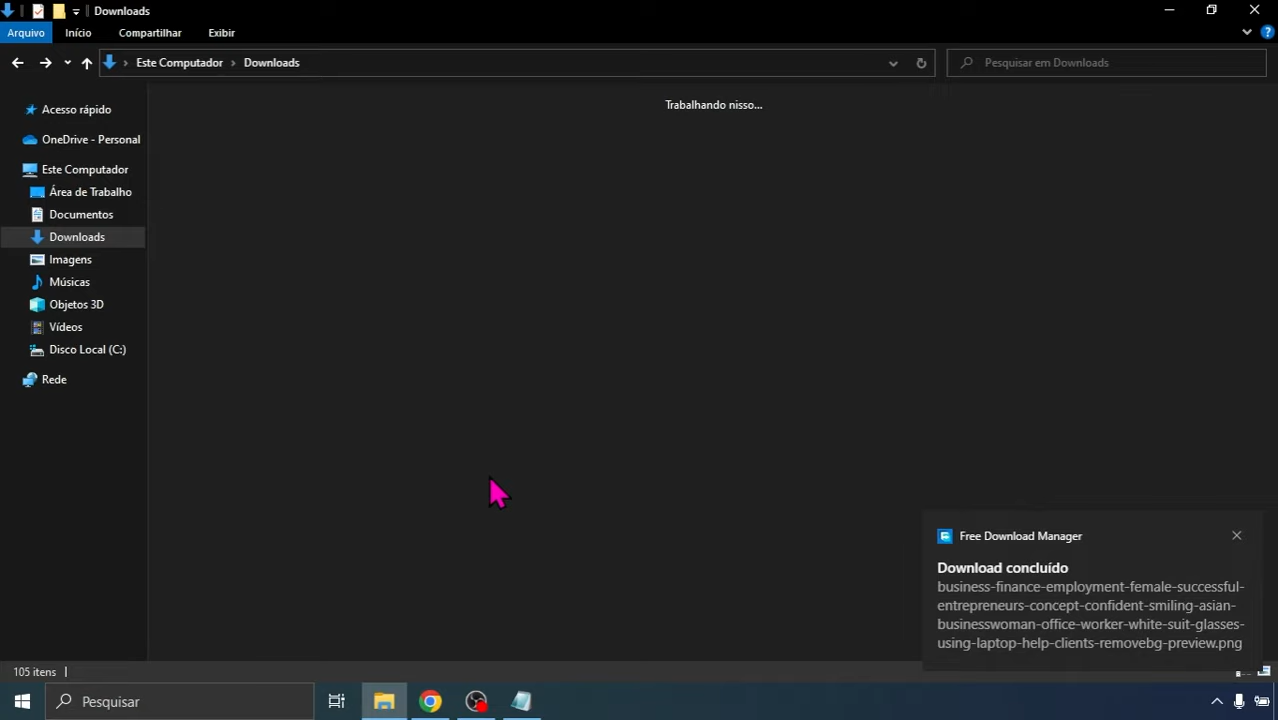 Downloads
Arquivo Início Compartilhar Exibir
Este Computador Downloads
Pesquisar em Downloads
Trabalhando nisso...
Acesso rápido
OneDrive - Personal
Este Computador
Área de Trabalho
Documentos
Downloads
Imagens
Músicas
Objetos 3D
Vídeos
Disco Local (C:)
Rede
Free Download Manager
Download concluído
business-finance-employment-female-successful-
entrepreneurs-concept-confident-smiling-asian-
businesswoman-office-worker-white-suit-glasses-
using-laptop-help-clients-removebg-preview.png
105 itens
Pesquisar